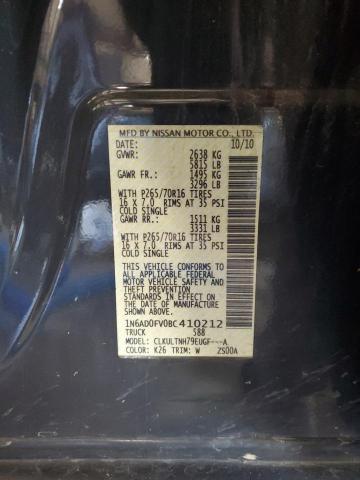 MFD BY NISSAN MOTOR CO., LTD.
DATE: 10/10
GVWR: 2638 KG
5815 LB
GAWR FR.: 1495 KG
3296 LB
WITH P265/70R16 TIRES
16 X 7.0 RIMS AT 35 PSI
COLD SINGLE
GAWR RR.: 1511 KG
3331 LB
WITH P265/70R16 TIRES
16 X 7.0 RIMS AT 35 PSI
COLD SINGLE
THIS VEHICLE CONFORMS TO
ALL APPLICABLE FEDERAL
MOTOR VEHICLE SAFETY
STANDARDS IN EFFECT ON
THE DATE OF MANUFACTURE
SHOWN ABOVE
1N6AD0FV0BC410212
TRUCK 588
MODEL: CLKULTNH79EUGF---A
COLOR: K26 TRIM: W ZS00A